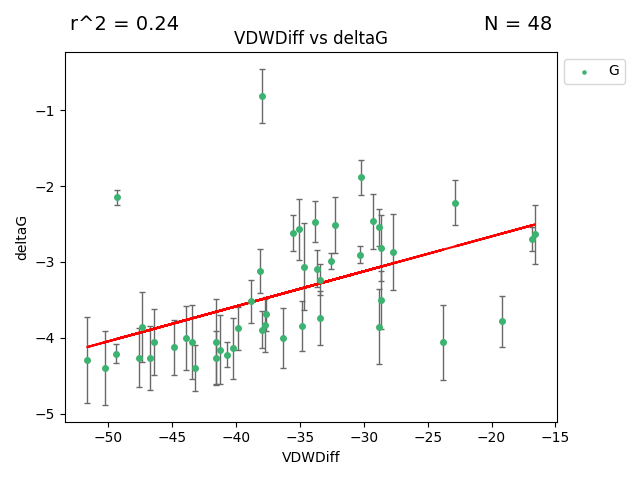 r^2 = 0.24
N = 48
VDWDiff vs deltaG
G
deltaG
−1
−2
−3
−4
−5
−50
−45
−40
−35
−30
−25
−20
−15
VDWDiff